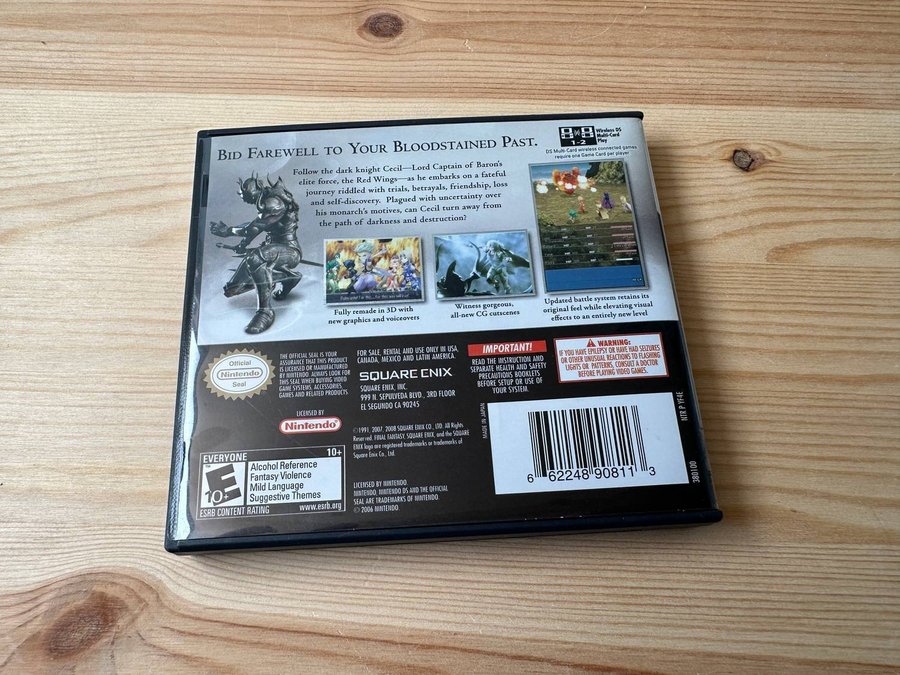 BID FAREWELL TO YOUR BLOODSTAINED PAST.
Wireless DS
Multi-Card
Play
1-2
DS Multi-Card wireless connected games
require one Game Card per player
Follow the dark knight Cecil—Lord Captain of Baron's
elite force, the Red Wings—as he embarks on a fateful
journey riddled with trials, betrayals, friendship, loss
and self-discovery. Plagued with uncertainty over
his monarch's motives, can Cecil turn away from
the path of darkness and destruction?
Fully remade in 3D with
new graphics and voiceovers
Witness gorgeous,
all-new CG cutscenes
Updated battle system retains its
original feel while elevating visual
effects to an entirely new level
Official
Nintendo
Seal
THE OFFICIAL SEAL IS YOUR
ASSURANCE THAT THIS PRODUCT
IS LICENSED OR MANUFACTURED
BY NINTENDO. ALWAYS LOOK FOR
THIS SEAL WHEN BUYING VIDEO
GAME SYSTEMS, ACCESSORIES,
GAMES AND RELATED PRODUCTS.
LICENSED BY
Nintendo
FOR SALE, RENTAL AND USE ONLY IN USA,
CANADA, MEXICO AND LATIN AMERICA.
SQUARE ENIX
SQUARE ENIX, INC.
999 N. SEPULVEDA BLVD., 3RD FLOOR
EL SEGUNDO CA 90245
©1991, 2007, 2008 SQUARE ENIX CO., LTD. All Rights
Reserved. FINAL FANTASY, SQUARE ENIX, and the SQUARE
ENIX logo are registered trademarks or trademarks of
Square Enix Co., Ltd.
LICENSED BY NINTENDO.
NINTENDO, NINTENDO DS AND THE OFFICIAL
SEAL ARE TRADEMARKS OF NINTENDO.
© 2006 NINTENDO.
IMPORTANT!
READ THE INSTRUCTION AND
SEPARATE HEALTH AND SAFETY
PRECAUTIONS BOOKLETS
BEFORE SETUP OR USE OF
YOUR SYSTEM.
WARNING:
IF YOU HAVE EPILEPSY OR HAVE HAD SEIZURES
OR OTHER UNUSUAL REACTIONS TO FLASHING
LIGHTS OR PATTERNS, CONSULT A DOCTOR
BEFORE PLAYING VIDEO GAMES.
EVERYONE 10+
E
10+
Alcohol Reference
Fantasy Violence
Mild Language
Suggestive Themes
ESRB CONTENT RATING www.esrb.org
MADE IN JAPAN
6 62248 90811 3
NTR P YF4E
380100